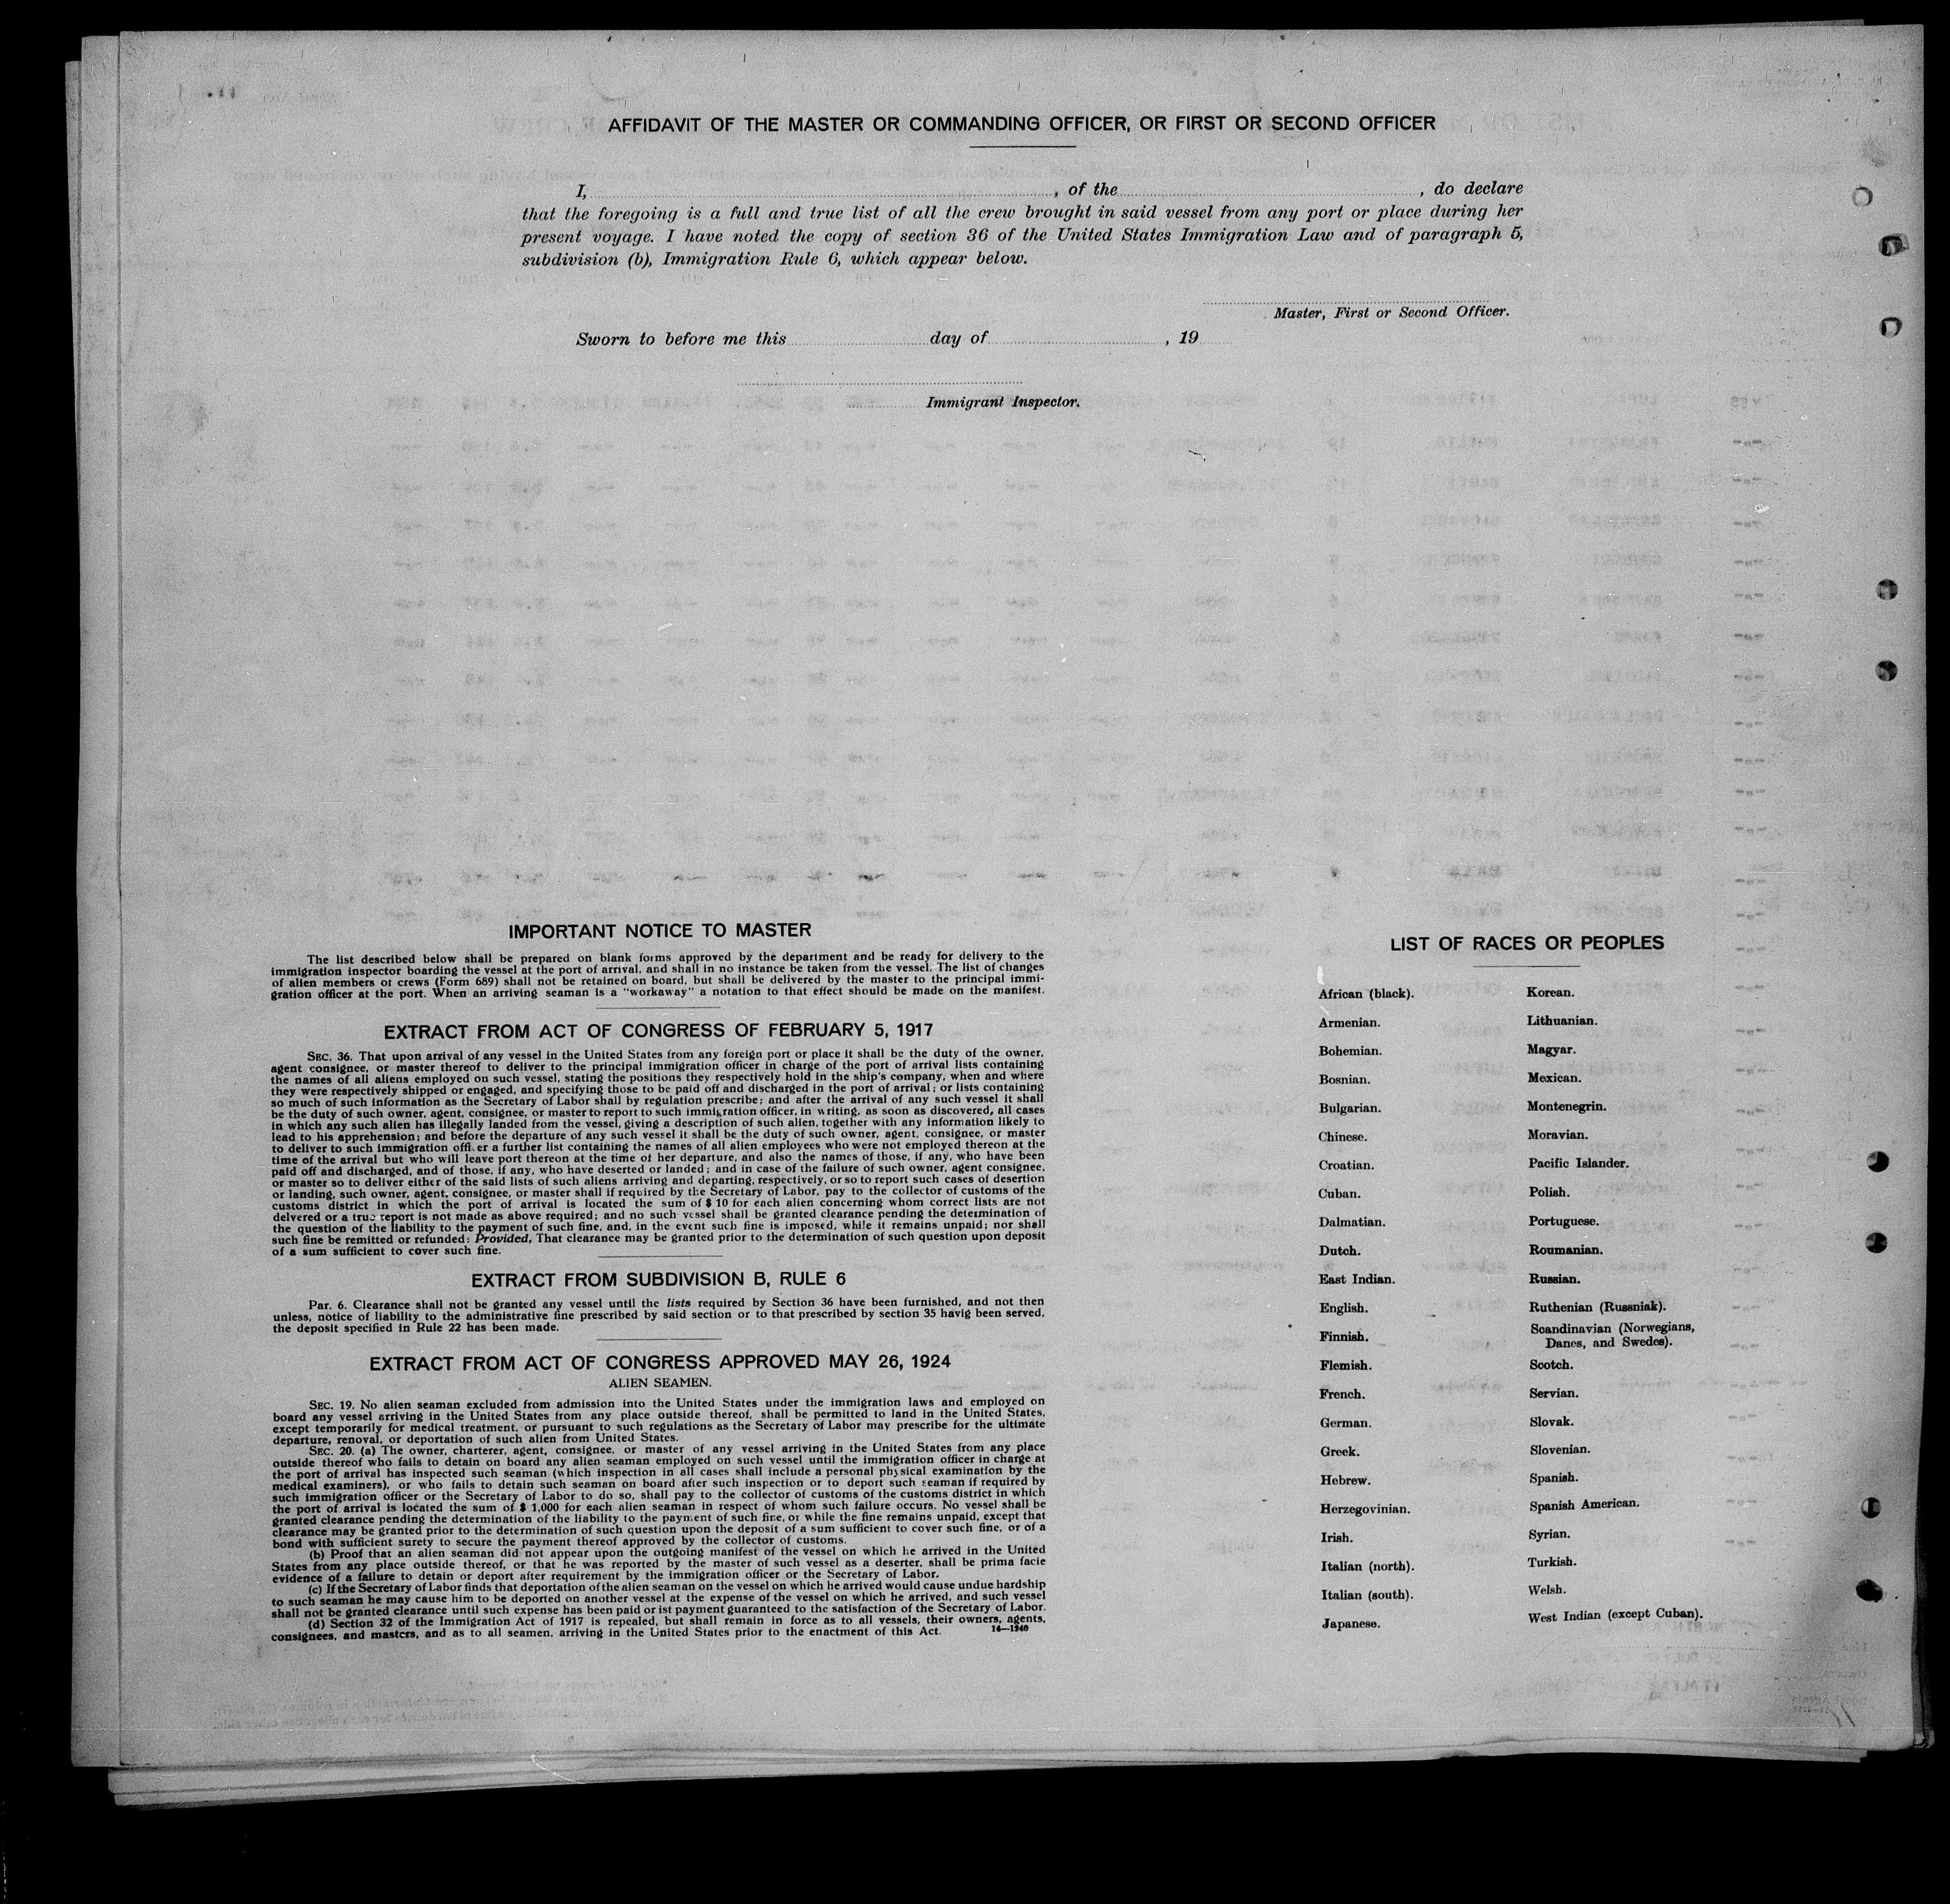 AFFIDAVIT OF THE MASTER OR COMMANDING OFFICER, OR FIRST OR SECOND OFFICER
I, , of the , do declare
that the foregoing is a full and true list of all the crew brought in said vessel from any port or place during her
present voyage. I have noted the copy of section 36 of the United States Immigration Law and of paragraph 5,
subdivision (b), Immigration Rule 6, which appear below.
Master, First or Second Officer.
Sworn to before me this day of , 19
Immigrant Inspector.
IMPORTANT NOTICE TO MASTER
The list described below shall be prepared on blank forms approved by the department and be ready for delivery to the
immigration inspector boarding the vessel at the port of arrival, and shall in no instance be taken from the vessel. The list of changes
of alien members or crews (Form 689) shall not be retained on board, but shall be delivered by the master to the principal immi-
gration officer at the port. When an arriving seaman is a "workaway" a notation to that effect should be made on the manifest.
EXTRACT FROM ACT OF CONGRESS OF FEBRUARY 5, 1917
SEC. 36. That upon arrival of any vessel in the United States from any foreign port or place it shall be the duty of the owner,
agent consignee, or master thereof to deliver to the principal immigration officer in charge of the port of arrival lists containing
the names of all aliens employed on such vessel, stating the positions they respectively hold in the ship's company, when and where
they were respectively shipped or engaged, and specifying those to be paid off and discharged in the port of arrival; or lists containing
so much of such information as the Secretary of Labor shall by regulation prescribe; and after the arrival of any such vessel it shall
be the duty of such owner, agent, consignee, or master to report to such immigration officer, in writing, as soon as discovered, all cases
in which any such alien has illegally landed from the vessel, giving a description of such alien, together with any information likely to
lead to his apprehension; and before the departure of any such vessel it shall be the duty of such owner, agent, consignee, or master
to deliver to such immigration officer a further list containing the names of all alien employees who were not employed thereon at the
time of the arrival but who will leave port thereon at the time of her departure, and also the names of those, if any, who have been
paid off and discharged, and of those, if any, who have deserted or landed; and in case of the failure of such owner, agent consignee,
or master so to deliver either of the said lists of such aliens arriving and departing, respectively, or so to report such cases of desertion
or landing, such owner, agent, consignee, or master shall if required by the Secretary of Labor, pay to the collector of customs of the
customs district in which the port of arrival is located the sum of $ 10 for each alien concerning whom correct lists are not
delvered or a true report is not made as above required; and no such vessel shall be granted clearance pending the determination of
the question of the liability to the payment of such fine, and, in the event such fine is imposed, while it remains unpaid; nor shall
such fine be remitted or refunded: Provided, That clearance may be granted prior to the determination of such question upon deposit
of a sum sufficient to cover such fine.
EXTRACT FROM SUBDIVISION B, RULE 6
Par. 6. Clearance shall not be granted any vessel until the lists required by Section 36 have been furnished, and not then
unless, notice of liability to the administrative fine prescribed by said section or to that prescribed by section 35 havig been served,
the deposit specified in Rule 22 has been made.
EXTRACT FROM ACT OF CONGRESS APPROVED MAY 26, 1924
ALIEN SEAMEN.
SEC. 19. No alien seaman excluded from admission into the United States under the immigration laws and employed on
board any vessel arriving in the United States from any place outside thereof, shall be permitted to land in the United States,
except temporarily for medical treatment, or pursuant to such regulations as the Secretary of Labor may prescribe for the ultimate
departure, renoval, or deportation of such alien from United States.
SEC. 20. (a) The owner, charterer, agent, consignee, or master of any vessel arriving in the United States from any place
outside thereof who fails to detain on board any alien seaman employed on such vessel until the immigration officer in charge at
the port of arrival has inspected such seaman (which inspection in all cases shall include a personal physical examination by the
medical examiners), or who fails to detain such seaman on board after such inspection or to deport such seaman if required by
such immigration officer or the Secretary of Labor to do so, shall pay to the collector of customs of the customs district in which
the port of arrival is located the sum of $ 1,000 for each alien seaman in respect of whom such failure occurs. No vessel shall be
granted clearance pending the determination of the liability to the payment of such fine, or while the fine remains unpaid, except that
clearance may be granted prior to the determination of such question upon the deposit of a sum sufficient to cover such fine, or of a
bond with sufficient surety to secure the payment thereof approved by the collector of customs.
(b) Proof that an alien seaman did not appear upon the outgoing manifest of the vessel on which he arrived in the United
States from any place outside thereof, or that he was reported by the master of such vessel as a deserter, shall be prima facie
evidence of a failure to detain or deport after requirement by the immigration officer or the Secretary of Labor.
(c) If the Secretary of Labor finds that deportation of the alien seaman on the vessel on which he arrived would cause undue hardship
to such seaman he may cause him to be deported on another vessel at the expense of the vessel on which he arrived, and such vessel
shall not be granted clearance until such expense has been paid or ist payment guaranteed to the satisfaction of the Secretary of Labor.
(d) Section 32 of the Immigration Act of 1917 is repealed, but shall remain in force as to all vessels, their owners, agents,
consignees, and masters, and as to all seamen, arriving in the United States prior to the enactment of this Act. 14—1240
LIST OF RACES OR PEOPLES
African (black).
Armenian.
Bohemian.
Bosnian.
Bulgarian.
Chinese.
Croatian.
Cuban.
Dalmatian.
Dutch.
East Indian.
English.
Finnish.
Flemish.
French.
German.
Greek.
Hebrew.
Herzegovinian.
Irish.
Italian (north).
Italian (south).
Japanese.
Korean.
Lithuanian.
Magyar.
Mexican.
Montenegrin.
Moravian.
Pacific Islander.
Polish.
Portuguese.
Roumanian.
Russian.
Ruthenian (Russniak).
Scandinavian (Norwegians,
Danes, and Swedes).
Scotch.
Servian.
Slovak.
Slovenian.
Spanish.
Spanish American.
Syrian.
Turkish.
Welsh.
West Indian (except Cuban).